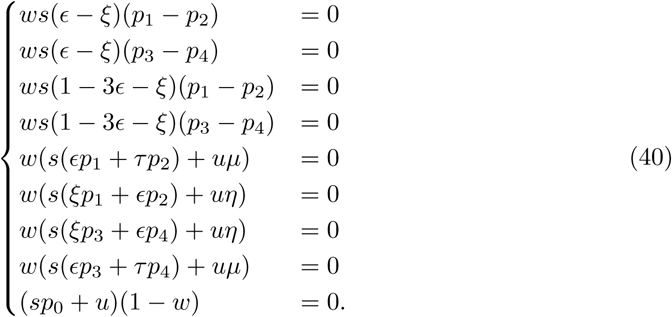 ws(ϵ − ξ)(p₁ − p₂) = 0
ws(ϵ − ξ)(p₃ − p₄) = 0
ws(1 − 3ϵ − ξ)(p₁ − p₂) = 0
ws(1 − 3ϵ − ξ)(p₃ − p₄) = 0
w(s(ϵp₁ + τp₂) + uμ) = 0
w(s(ξp₁ + ϵp₂) + uη) = 0
w(s(ξp₃ + ϵp₄) + uη) = 0
w(s(ϵp₃ + τp₄) + uμ) = 0
(sp₀ + u)(1 − w) = 0.
(40)